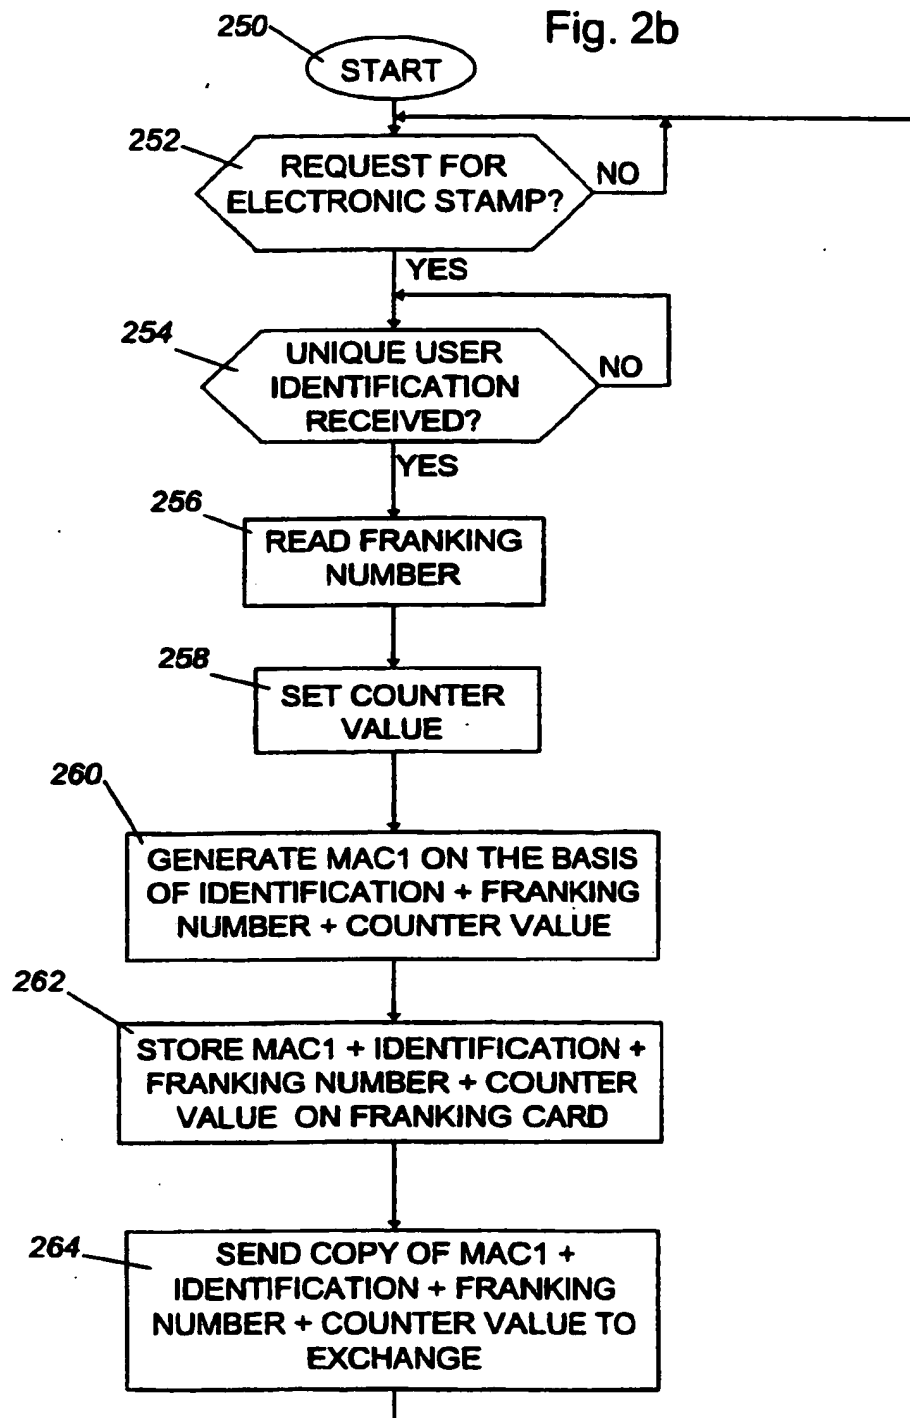 Fig. 2b
250
START
252
REQUEST FOR
ELECTRONIC STAMP?
NO
YES
254
UNIQUE USER
IDENTIFICATION
RECEIVED?
NO
YES
256
READ FRANKING
NUMBER
258
SET COUNTER
VALUE
260
GENERATE MAC1 ON THE BASIS
OF IDENTIFICATION + FRANKING
NUMBER + COUNTER VALUE
262
STORE MAC1 + IDENTIFICATION +
FRANKING NUMBER + COUNTER
VALUE ON FRANKING CARD
264
SEND COPY OF MAC1 +
IDENTIFICATION + FRANKING
NUMBER + COUNTER VALUE TO
EXCHANGE